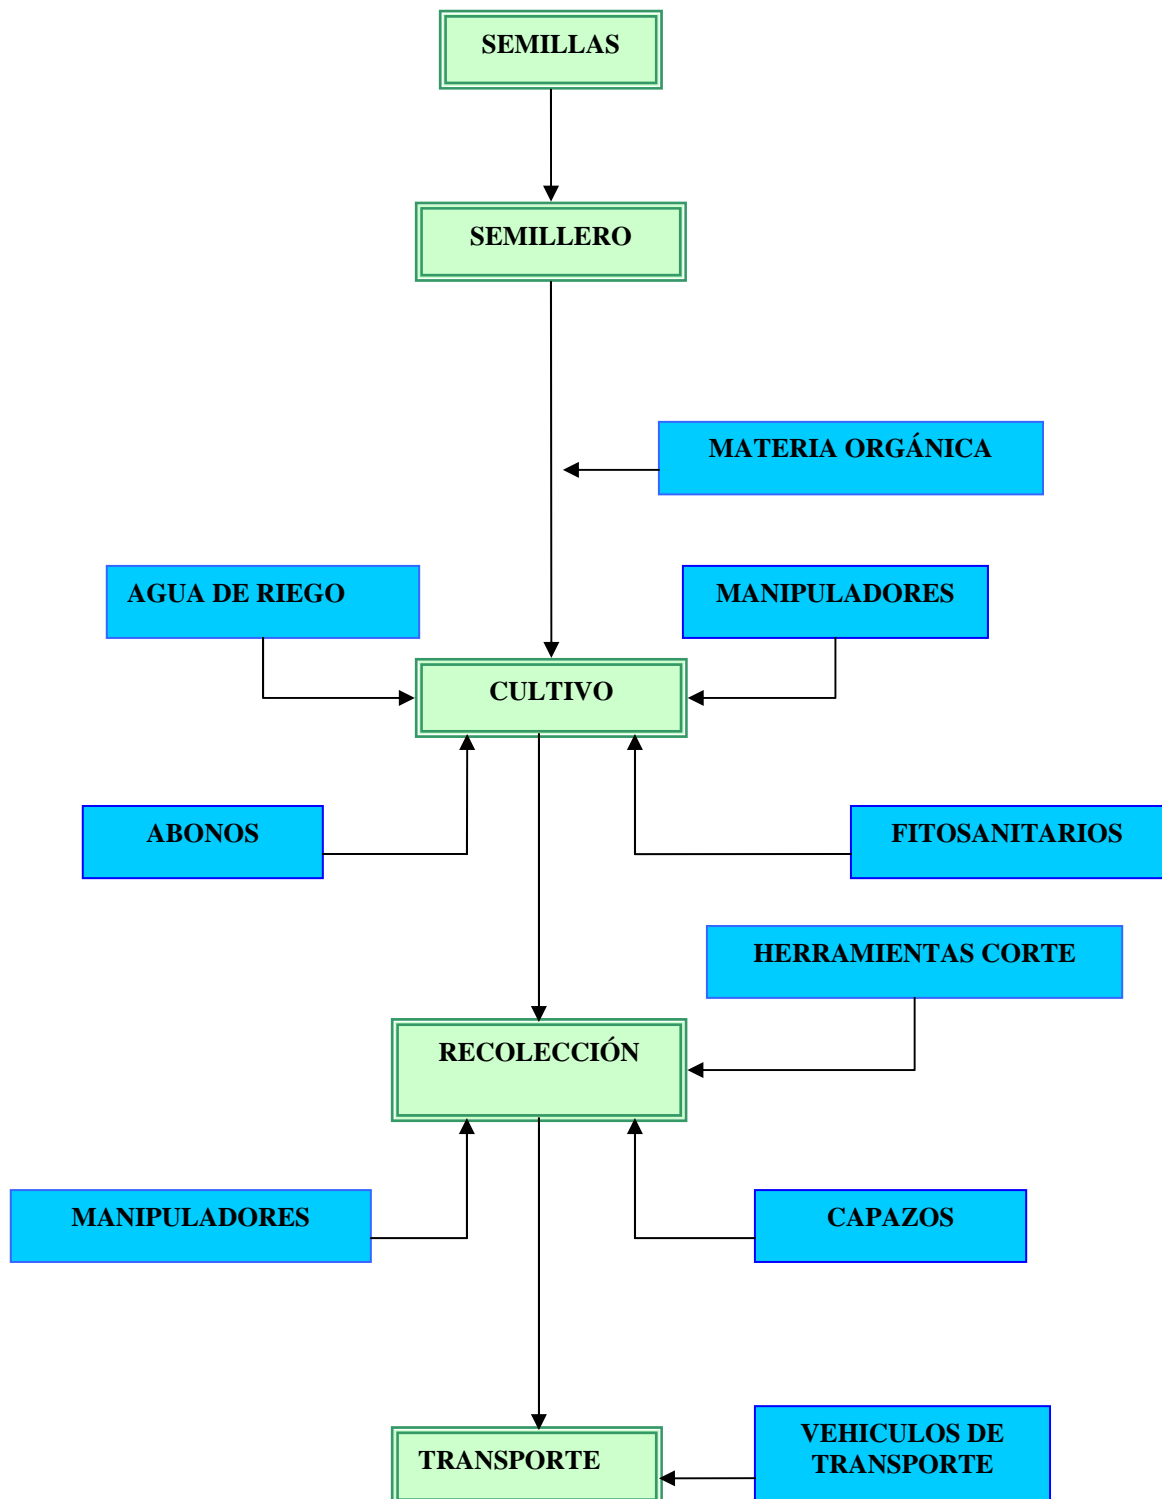 SEMILLAS
SEMILLERO
MATERIA ORGÁNICA
AGUA DE RIEGO
MANIPULADORES
CULTIVO
ABONOS
FITOSANITARIOS
HERRAMIENTAS CORTE
RECOLECCIÓN
MANIPULADORES
CAPAZOS
VEHICULOS DE
TRANSPORTE
TRANSPORTE